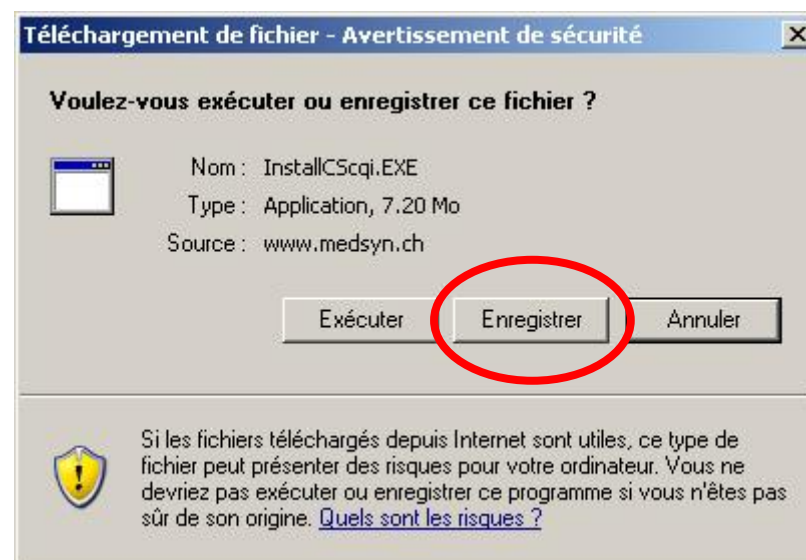 Téléchargement de fichier - Avertissement de sécurité
Voulez-vous exécuter ou enregistrer ce fichier ?
Nom : InstallCScqi.EXE
Type : Application, 7.20 Mo
Source : www.medsyn.ch
Exécuter Enregistrer Annuler
Si les fichiers téléchargés depuis Internet sont utiles, ce type de
fichier peut présenter des risques pour votre ordinateur. Vous ne
devriez pas exécuter ou enregistrer ce programme si vous n'êtes pas
sûr de son origine. Quels sont les risques ?